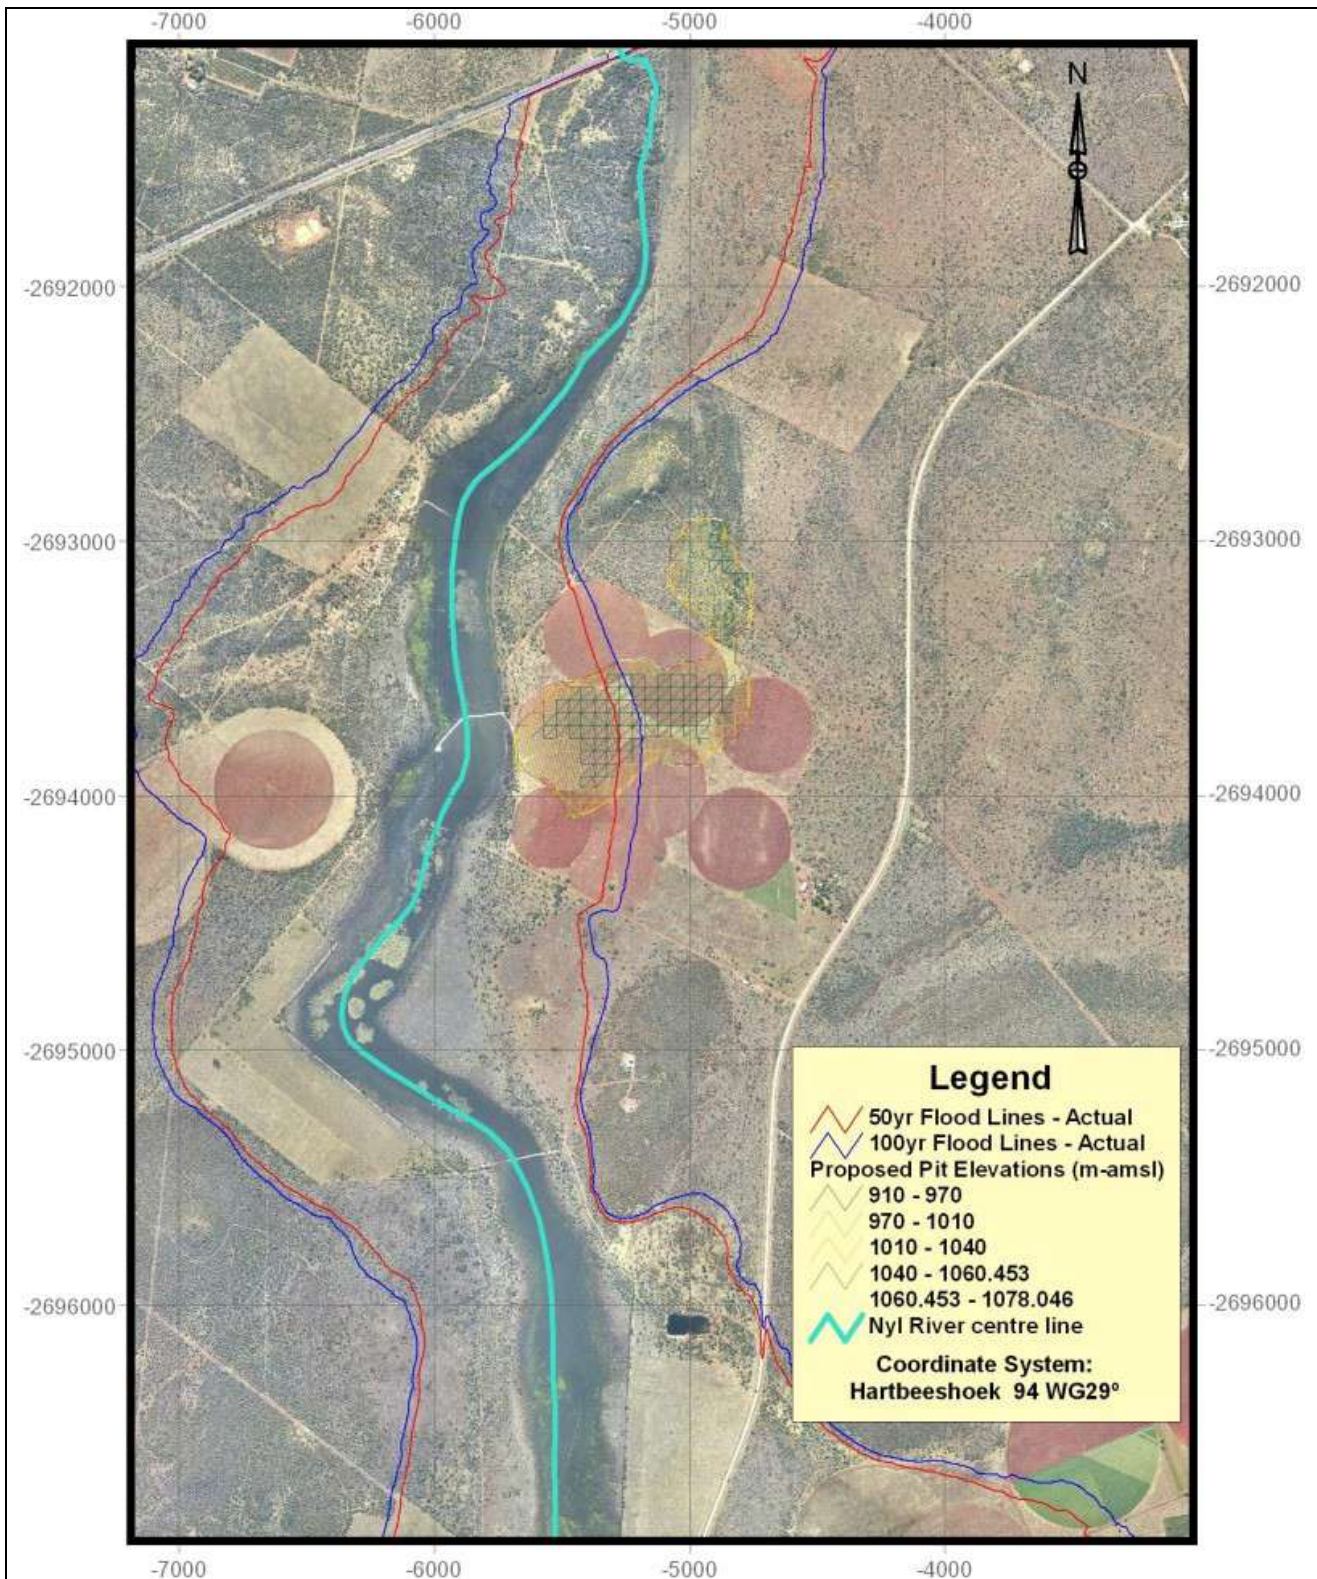 -7000 -6000 -5000 -4000
N
-2692000 -2692000
-2693000 -2693000
-2694000 -2694000
-2695000 -2695000
Legend
50yr Flood Lines - Actual
100yr Flood Lines - Actual
Proposed Pit Elevations (m-amsl)
910 - 970
970 - 1010
1010 - 1040
1040 - 1060.453
1060.453 - 1078.046
-2696000 -2696000
Nyl River centre line
Coordinate System:
Hartbeeshoek 94 WG29º
-7000 -6000 -5000 -4000